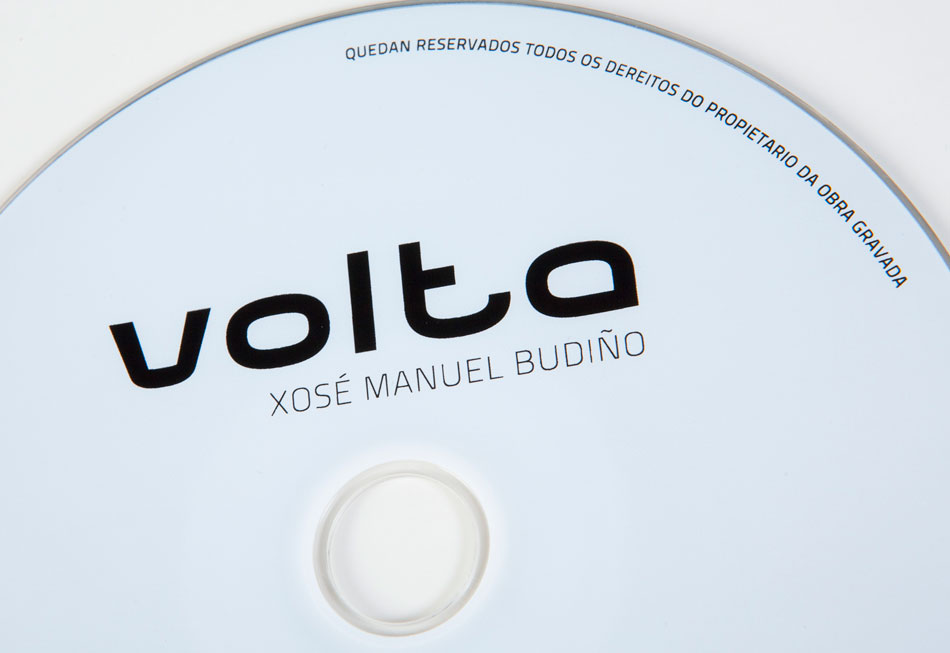 QUEDAN RESERVADOS TODOS OS DEREITOS DO PROPIETARIO DA OBRA GRAVADA
volta
XOSÉ MANUEL BUDIÑO